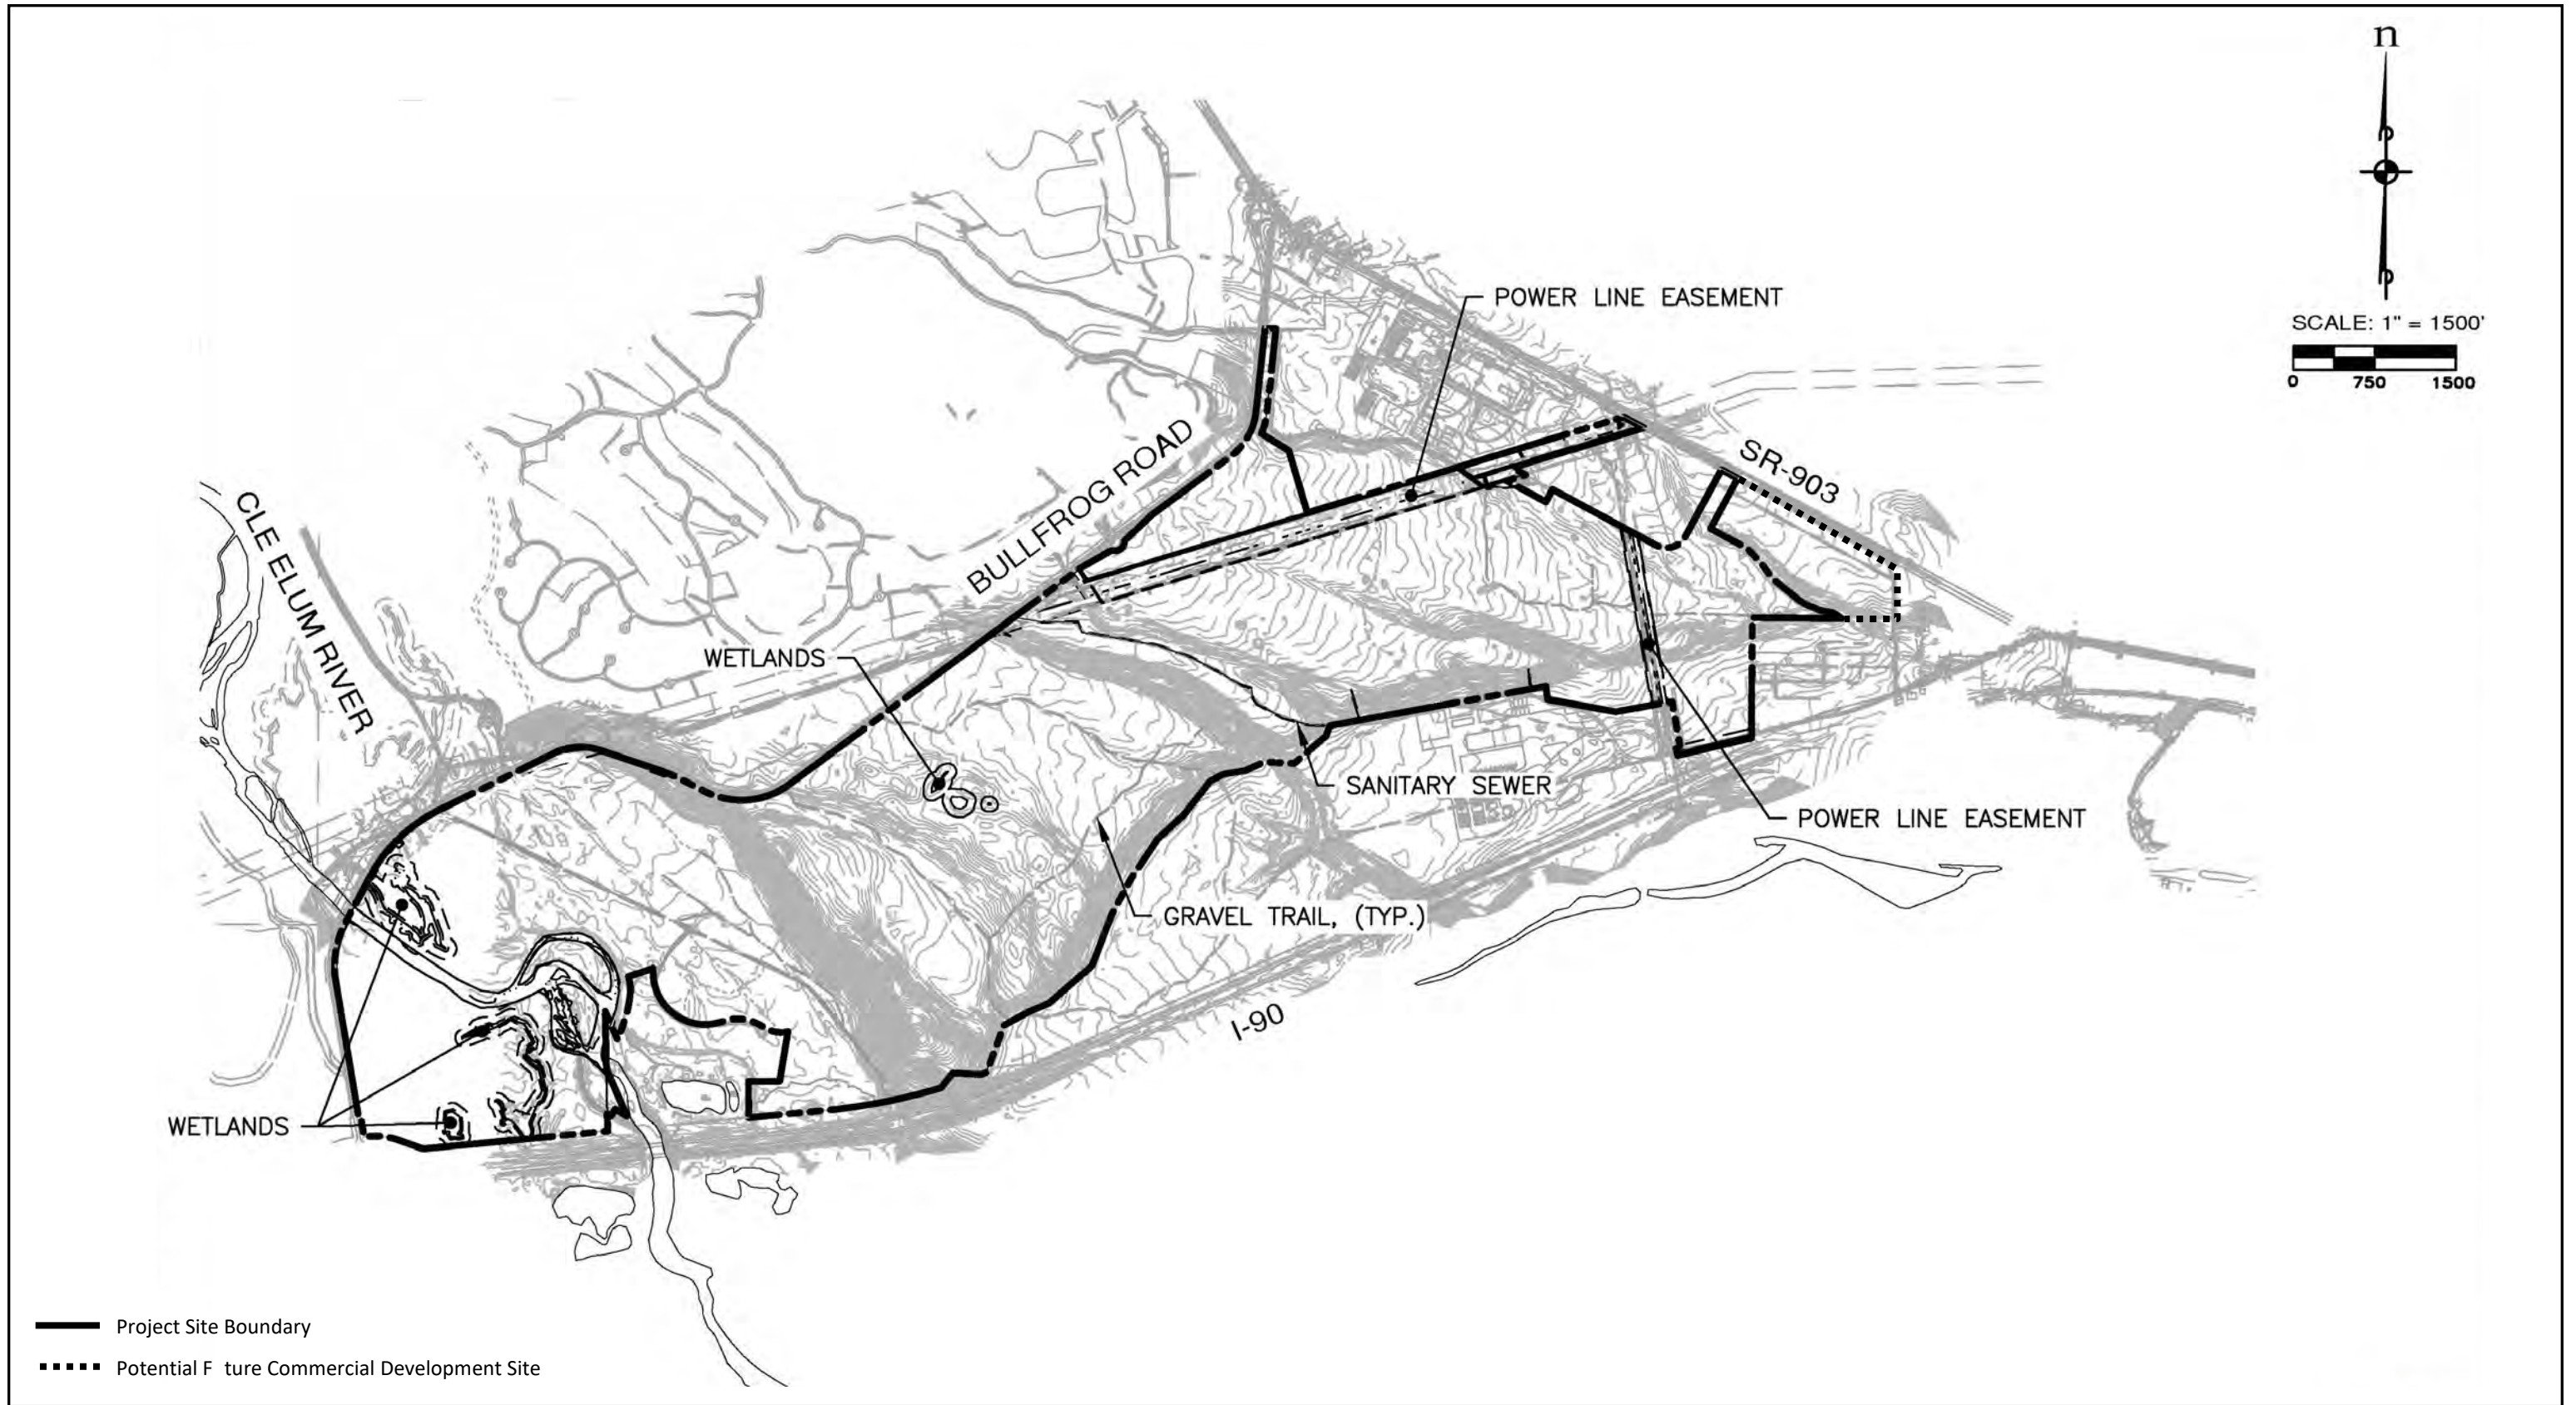 n
SCALE: 1" = 1500'
0 750 1500
POWER LINE EASEMENT
SR-903
BULLFROG ROAD
CLE ELUM RIVER
WETLANDS
SANITARY SEWER
POWER LINE EASEMENT
GRAVEL TRAIL, (TYP.)
I-90
WETLANDS
Project Site Boundary
Potential F ture Commercial Development Site